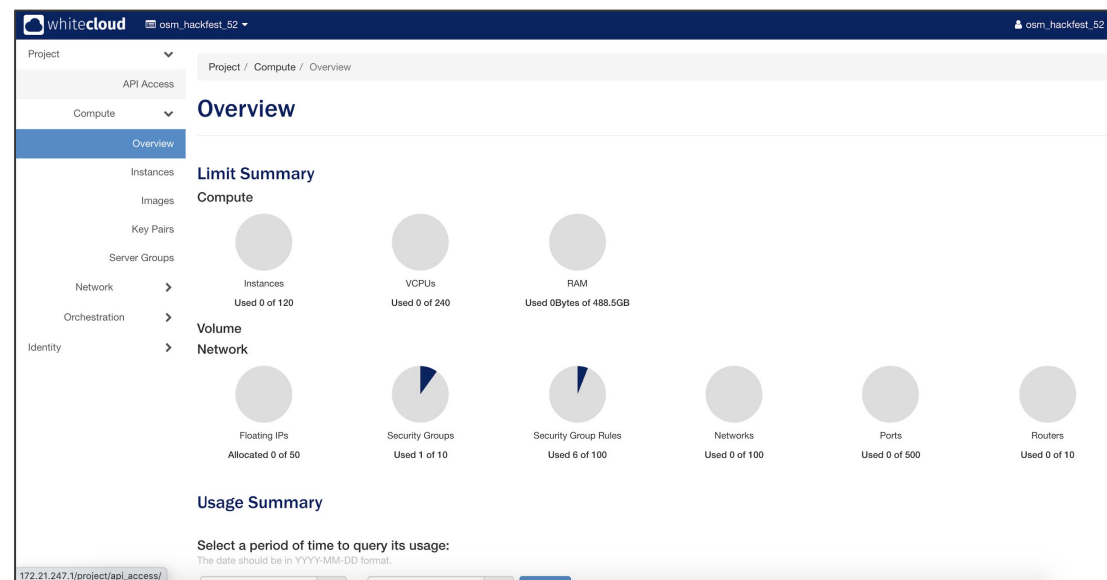 whitecloud osm_hackfest_52 osm_hackfest_52
Project
API Access
Compute
Overview
Instances
Images
Key Pairs
Server Groups
Network
Orchestration
Identity
Project / Compute / Overview
Overview
Limit Summary
Compute
Instances VCPUs RAM
Used 0 of 120 Used 0 of 240 Used 0Bytes of 488.5GB
Volume
Network
Floating IPs Security Groups Security Group Rules Networks Ports Routers
Allocated 0 of 50 Used 1 of 10 Used 6 of 100 Used 0 of 100 Used 0 of 500 Used 0 of 10
Usage Summary
Select a period of time to query its usage:
The date should be in YYYY-MM-DD format.
172.21.247.1/project/api_access/